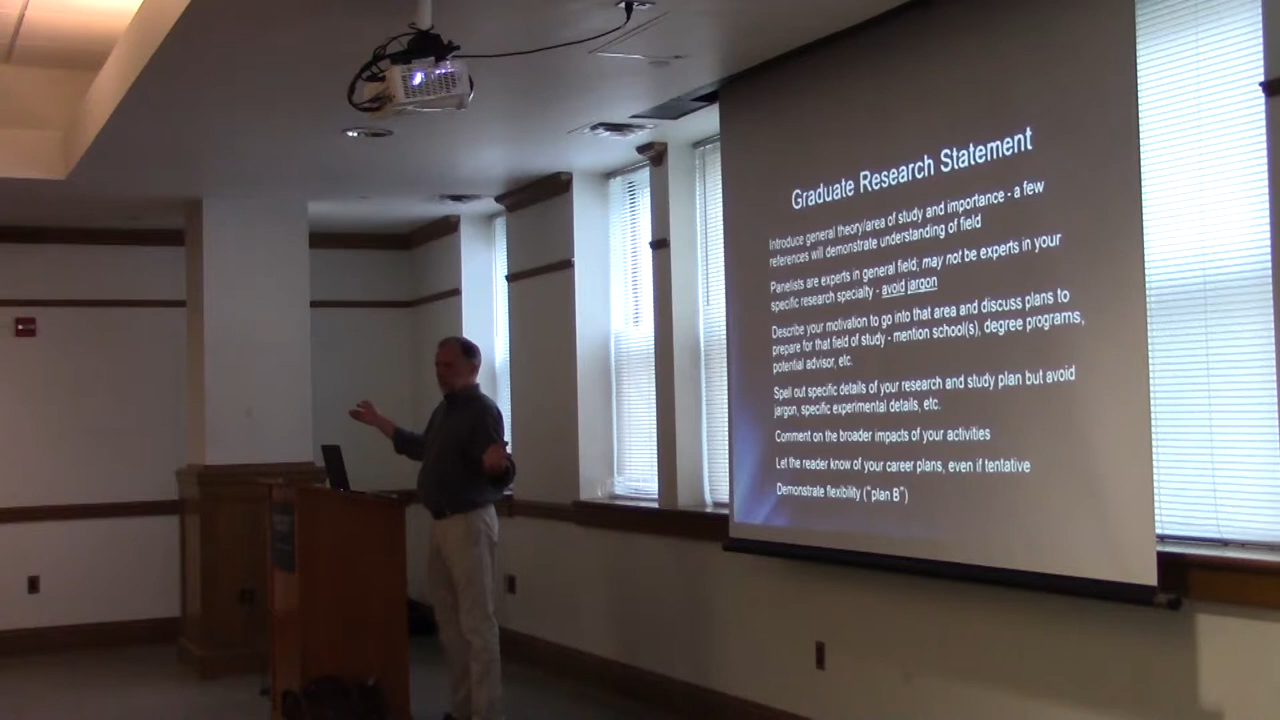 Graduate Research Statement
Introduce general theory/area of study and importance - a few
references will demonstrate understanding of field
Panelists are experts in general field; may not be experts in your
specific research specialty - avoid jargon
Describe your motivation to go into that area and discuss plans to
prepare for that field of study - mention school(s), degree programs,
potential advisor, etc.
Spell out specific details of your research and study plan but avoid
jargon, specific experimental details, etc.
Comment on the broader impacts of your activities
Let the reader know of your career plans, even if tentative
Demonstrate flexibility ("plan B")